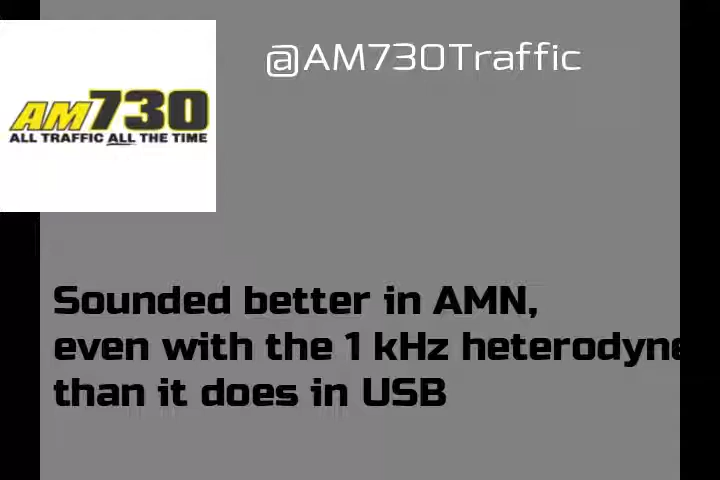 @AM730Traffic
AM730
ALL TRAFFIC ALL THE TIME
Sounded better in AMN,
even with the 1 kHz heterodyne
than it does in USB